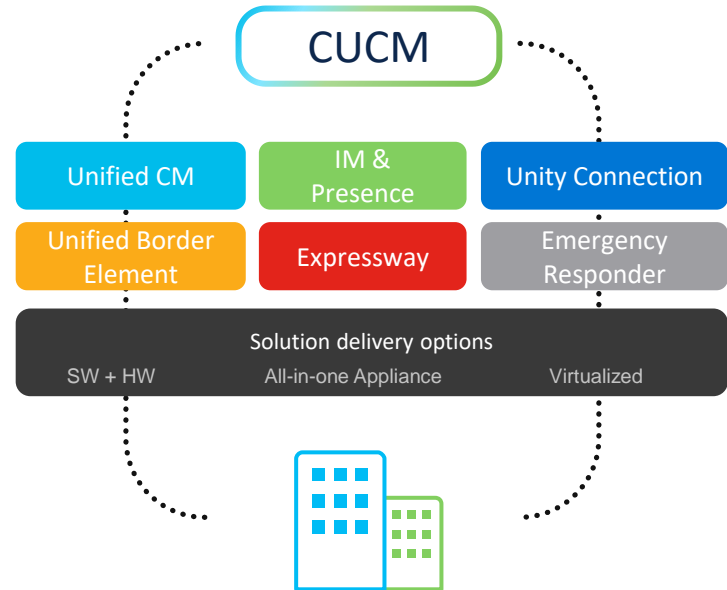 CUCM
Unified CM
IM &
Presence
Unity Connection
Unified Border
Element
Expressway
Emergency
Responder
Solution delivery options
SW + HW
All-in-one Appliance
Virtualized